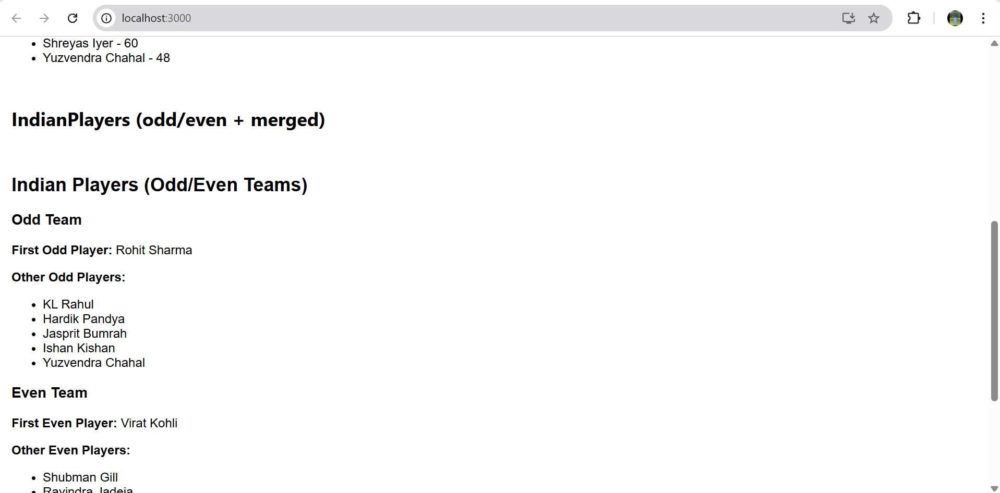 localhost:3000
Shreyas Iyer - 60
Yuzvendra Chahal - 48
IndianPlayers (odd/even + merged)
Indian Players (Odd/Even Teams)
Odd Team
First Odd Player: Rohit Sharma
Other Odd Players:
KL Rahul
Hardik Pandya
Jasprit Bumrah
Ishan Kishan
Yuzvendra Chahal
Even Team
First Even Player: Virat Kohli
Other Even Players:
Shubman Gill
Ravindra Jadeja